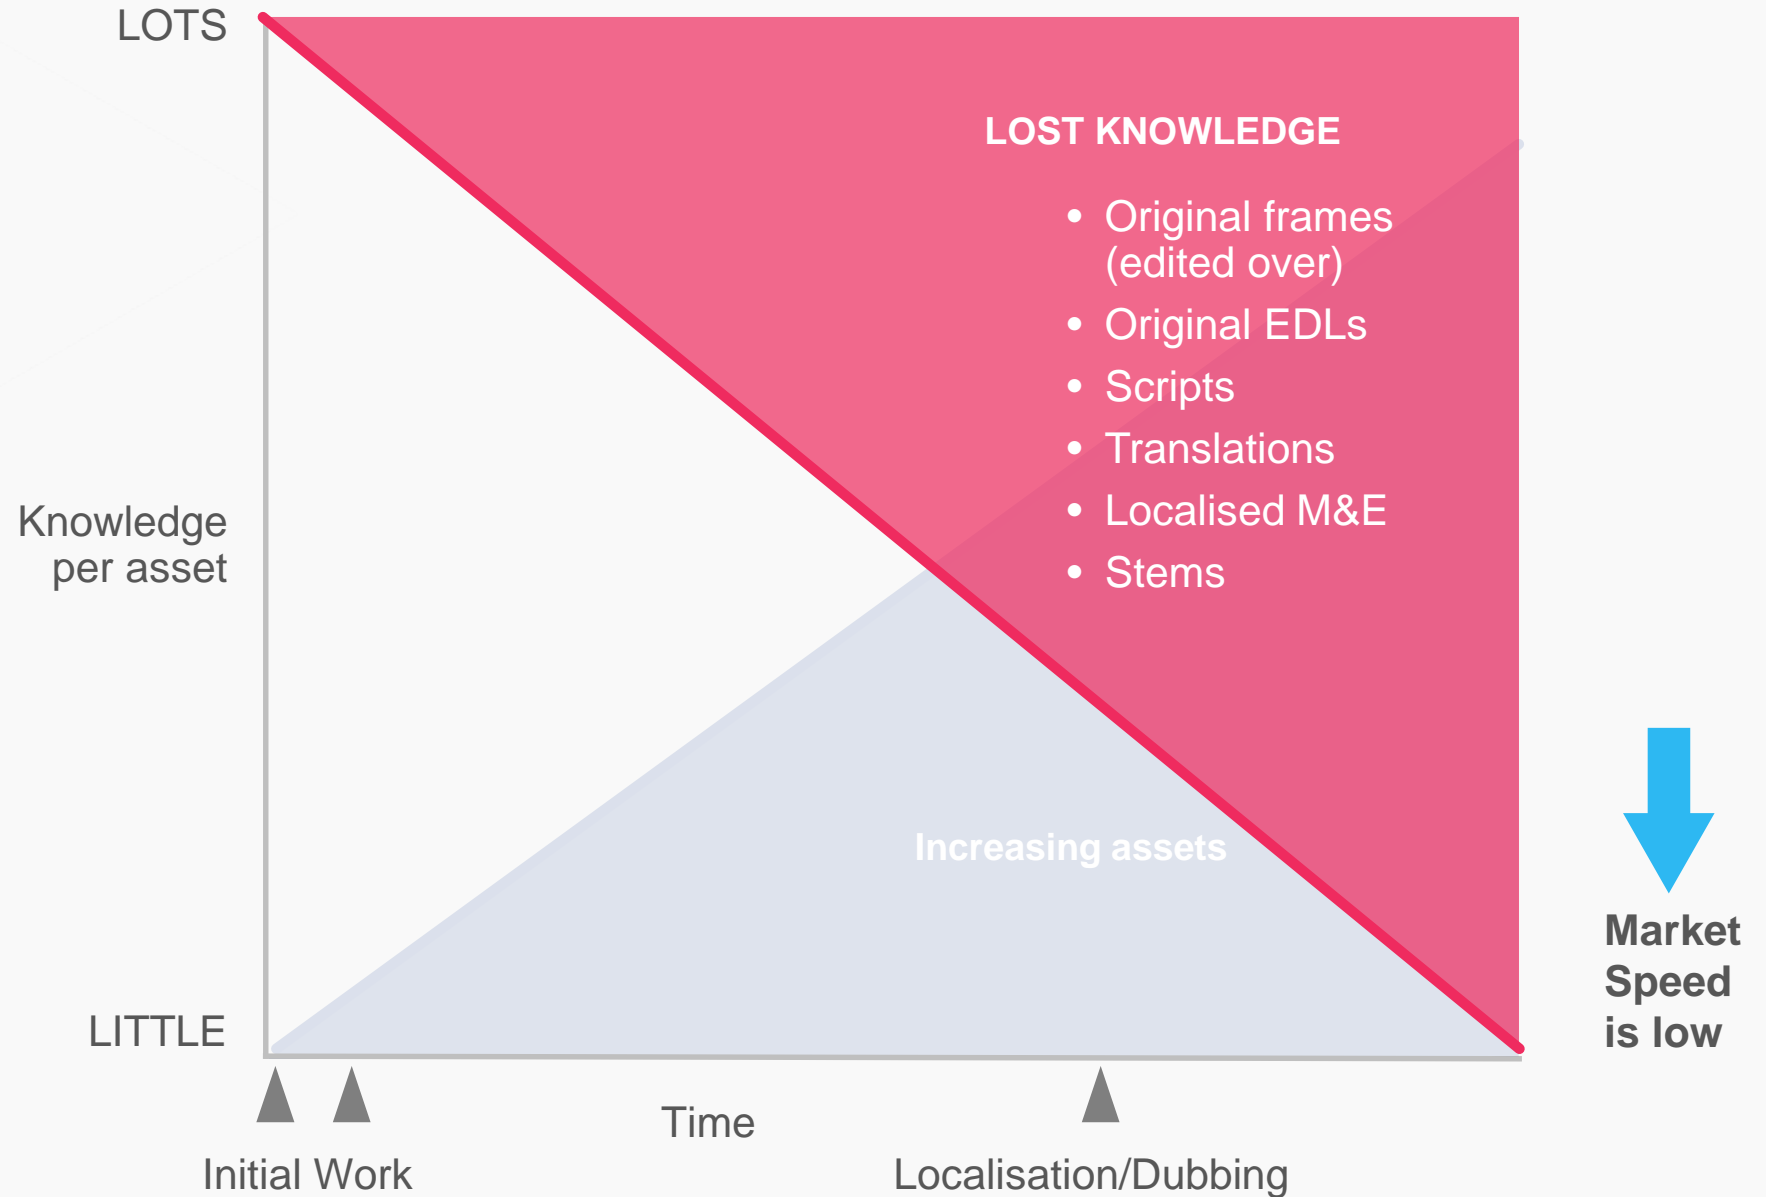 LOTS
LOST KNOWLEDGE
• Original frames
(edited over)
• Original EDLs
• Scripts
• Translations
• Localised M&E
• Stems
Knowledge
per asset
Increasing assets
Market
Speed
is low
LITTLE
Time
Initial Work
Localisation/Dubbing